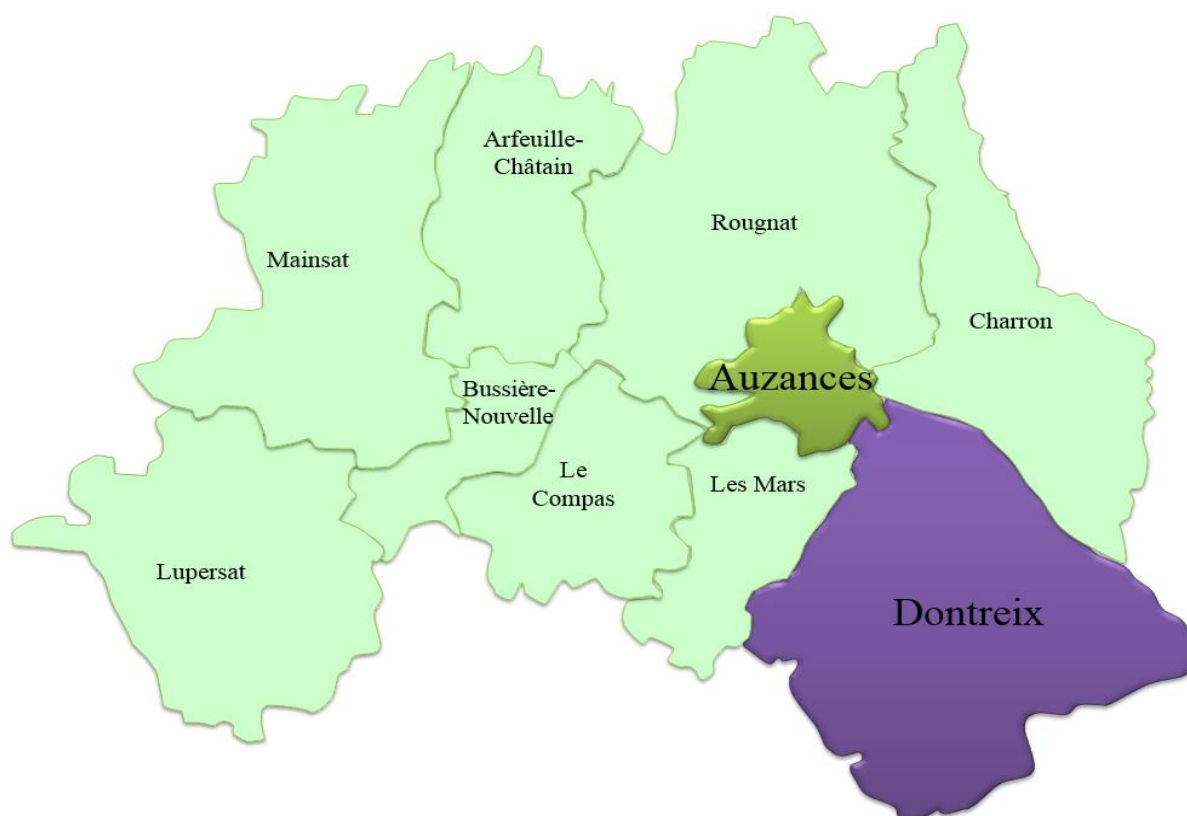 Arfeuille-
Châtain
Rougnat
Mainsat
Charron
Auzances
Bussière-
Nouvelle
Le
Compas
Les Mars
Lupersat
Dontreix